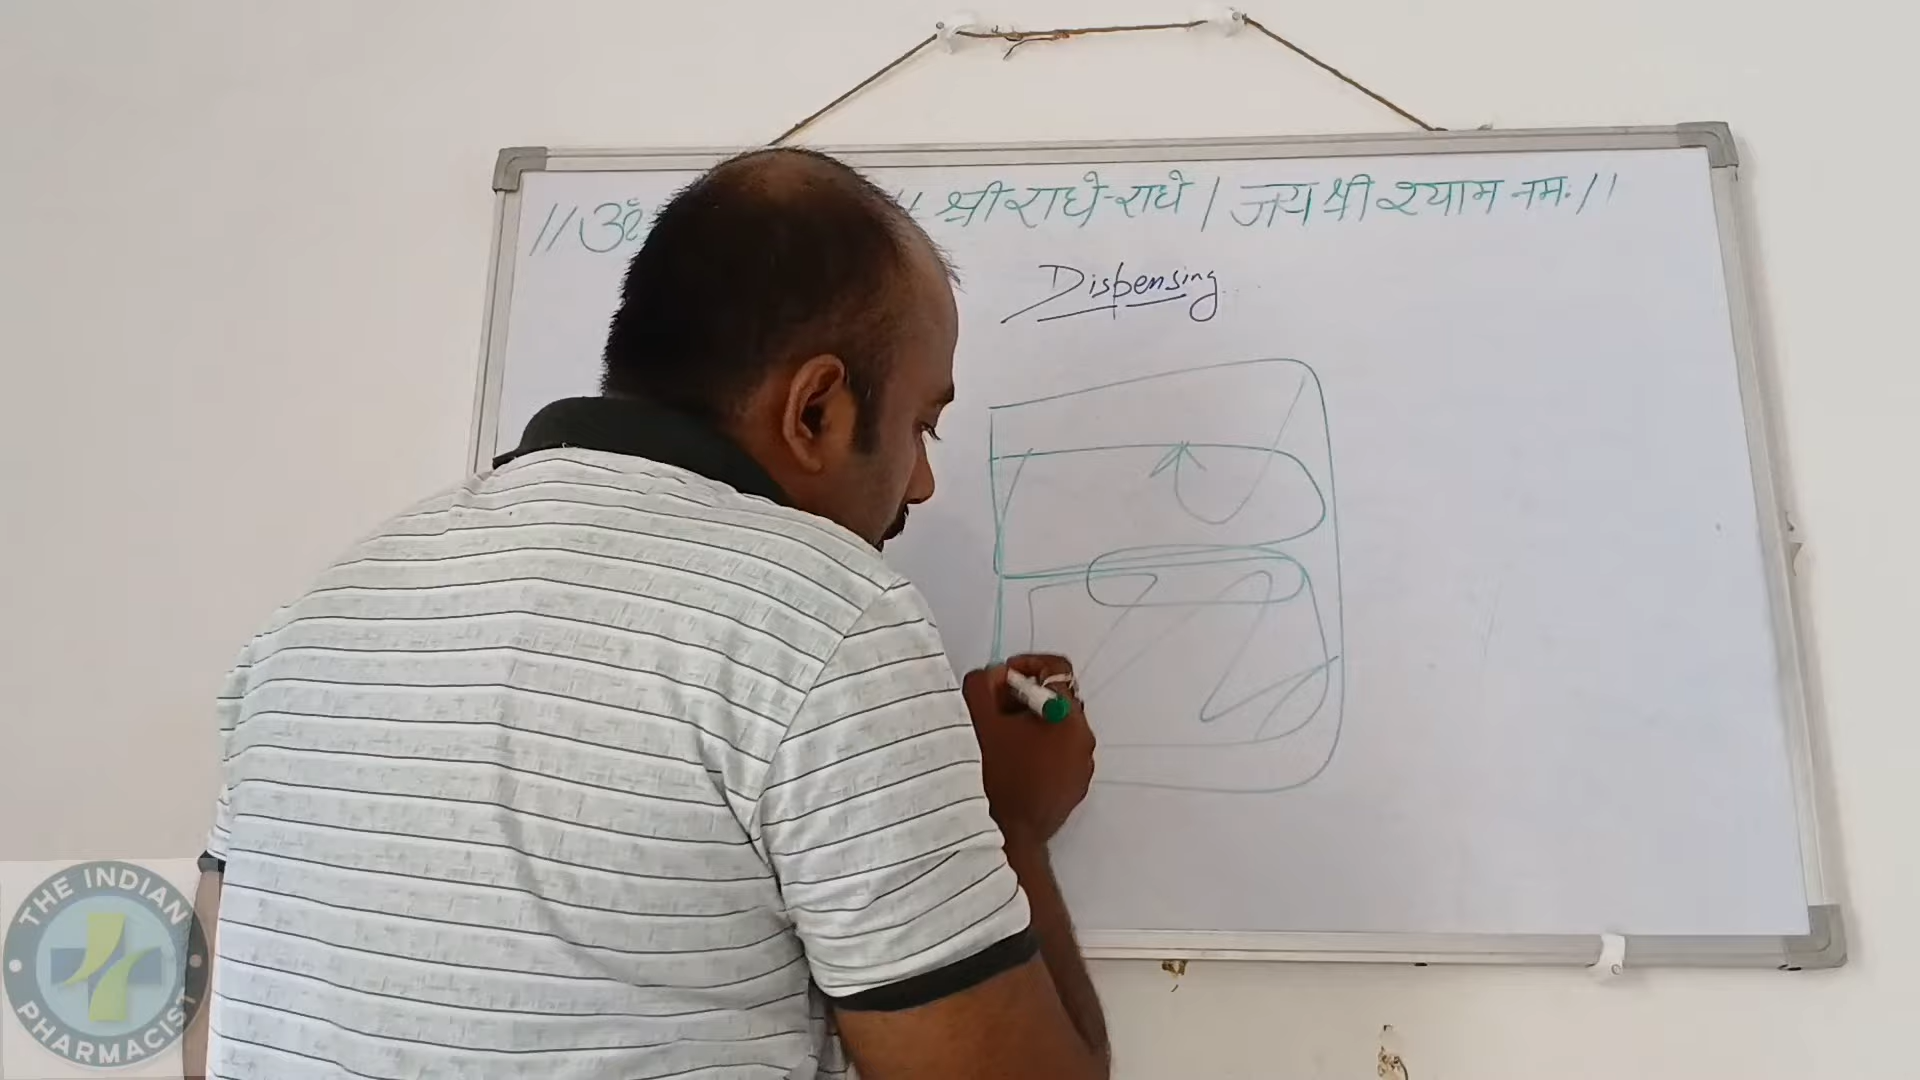 //ॐ // श्री राधे-राधे / जय श्री श्याम नमः //
Dispensing
THE INDIAN PHARMACIST